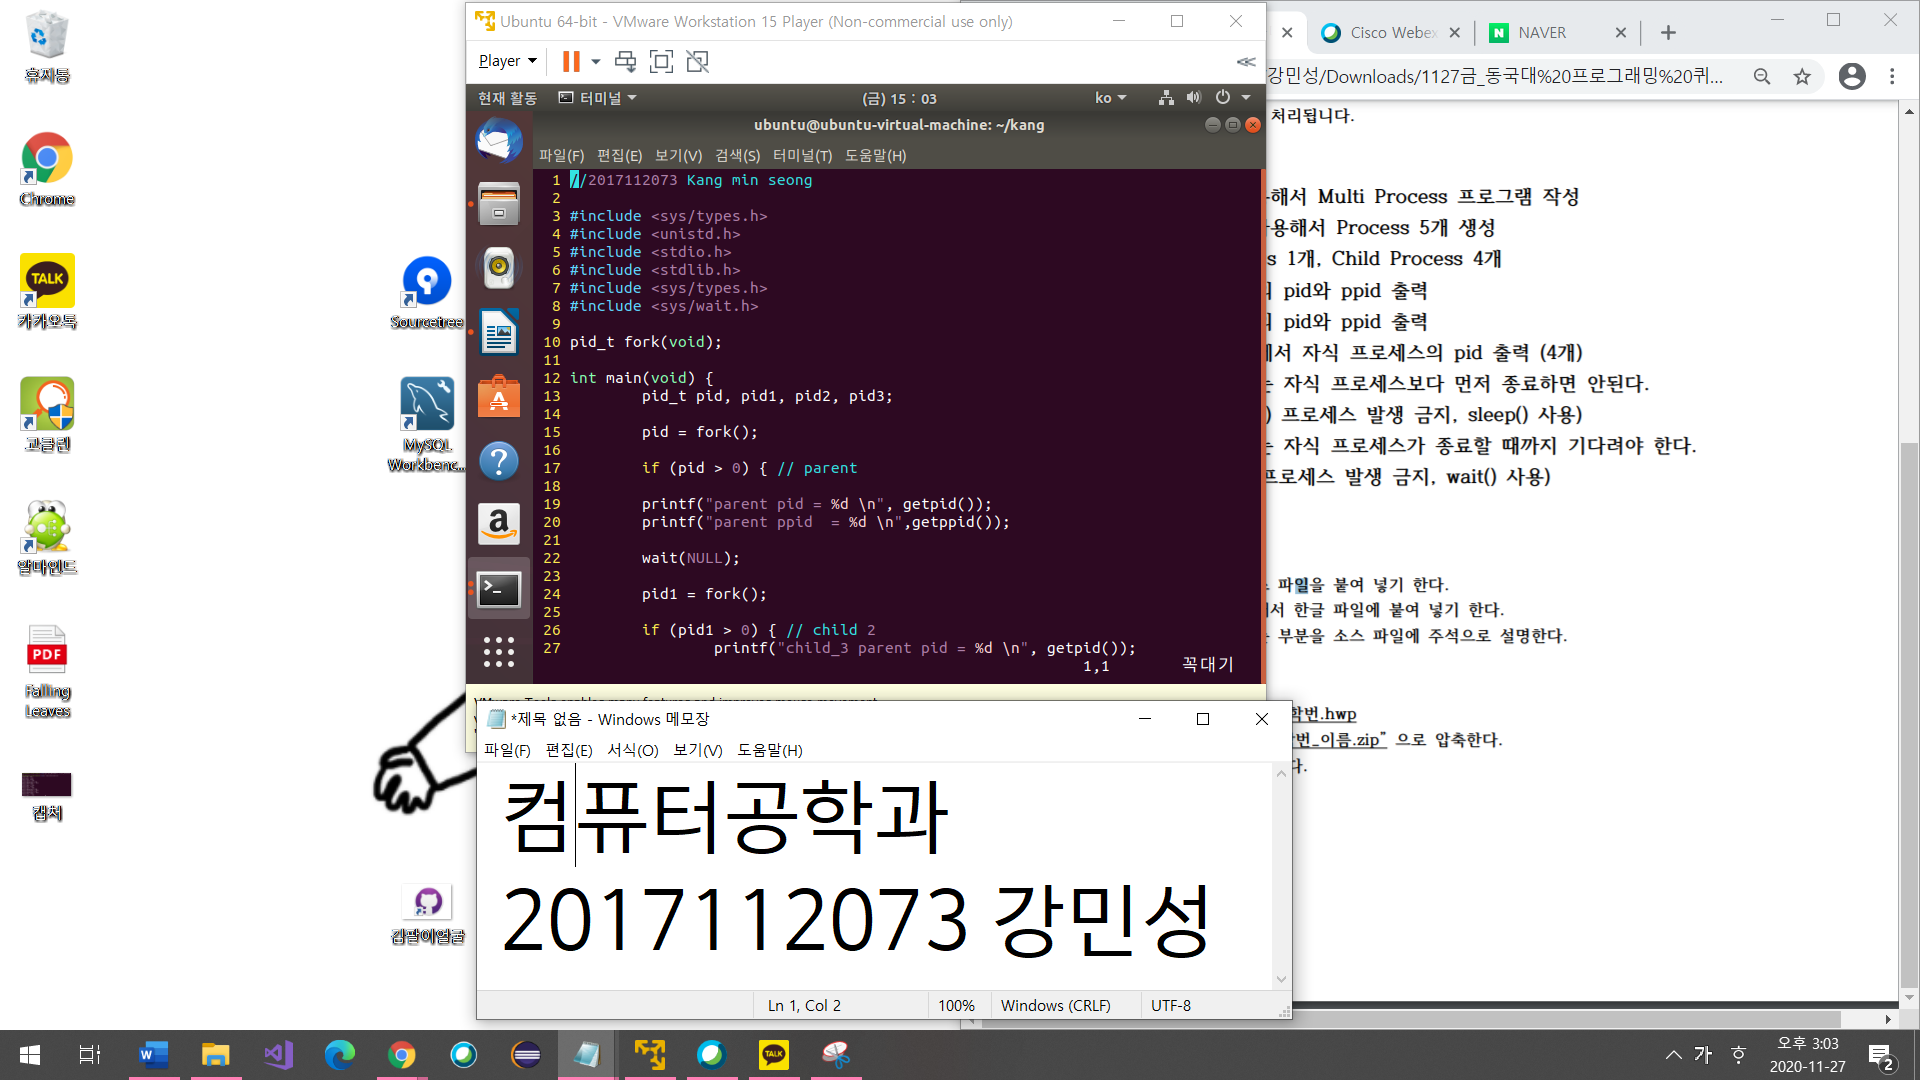 휴지통
Chrome
카카오톡
고클린
알마인드
Falling
Leaves
캡처
Sourcetree
MySQL
Workbenc...
Ubuntu 64-bit - VMware Workstation 15 Player (Non-commercial use only)
Player
현재 활동
터미널
(금) 15 : 03
ko
ubuntu@ubuntu-virtual-machine: ~/kang
파일(F) 편집(E) 보기(V) 검색(S) 터미널(T) 도움말(H)
1 //2017112073 Kang min seong
2
3 #include <sys/types.h>
4 #include <unistd.h>
5 #include <stdio.h>
6 #include <stdlib.h>
7 #include <sys/types.h>
8 #include <sys/wait.h>
9
10 pid_t fork(void);
11
12 int main(void) {
13 pid_t pid, pid1, pid2, pid3;
14
15 pid = fork();
16
17 if (pid > 0) { // parent
18
19 printf("parent pid = %d \n", getpid());
20 printf("parent ppid  = %d \n",getppid());
21
22 wait(NULL);
23
24 pid1 = fork();
25
26 if (pid1 > 0) { // child 2
27 printf("child_3 parent pid = %d \n", getpid());
1,1 꼭대기
Cisco Webex
NAVER
강민성/Downloads/1127금_동국대%20프로그래밍%20퀴...
처리됩니다.
해서 Multi Process 프로그램 작성
용해서 Process 5개 생성
s 1개, Child Process 4개
pid와 ppid 출력
pid와 ppid 출력
서 자식 프로세스의 pid 출력 (4개)
자식 프로세스보다 먼저 종료하면 안된다.
) 프로세스 발생 금지, sleep() 사용)
자식 프로세스가 종료할 때까지 기다려야 한다.
프로세스 발생 금지, wait() 사용)
파일을 붙여 넣기 한다.
서 한글 파일에 붙여 넣기 한다.
부분을 소스 파일에 주석으로 설명한다.
학번.hwp
번_이름.zip” 으로 압축한다.
다.
*제목 없음 - Windows 메모장
파일(F) 편집(E) 서식(O) 보기(V) 도움말(H)
컴퓨터공학과
2017112073 강민성
Ln 1, Col 2
100%
Windows (CRLF)
UTF-8
가
오후 3:03
2020-11-27
2